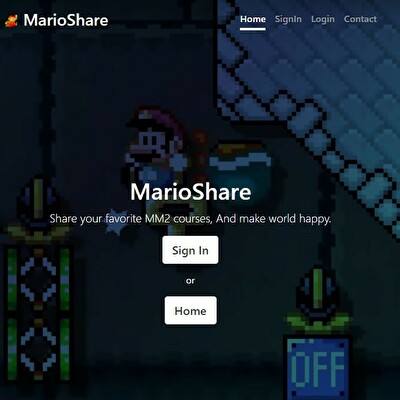 MarioShare
Home SignIn Login Contact
MarioShare
Share your favorite MM2 courses, And make world happy.
Sign In
or
Home
OFF